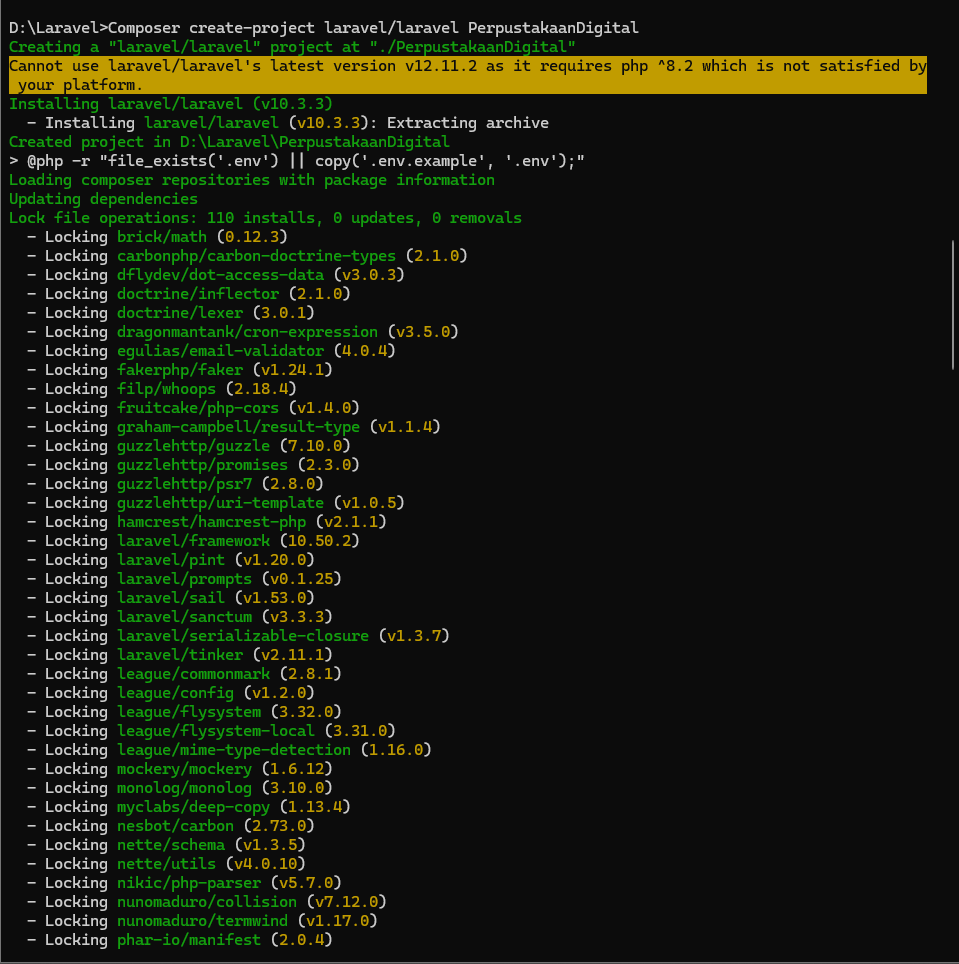 D:\Laravel>Composer create-project laravel/laravel PerpustakaanDigital
Creating a "laravel/laravel" project at "./PerpustakaanDigital"
Cannot use laravel/laravel's latest version v12.11.2 as it requires php ^8.2 which is not satisfied by
 your platform.
Installing laravel/laravel (v10.3.3)
  - Installing laravel/laravel (v10.3.3): Extracting archive
Created project in D:\Laravel\PerpustakaanDigital
> @php -r "file_exists('.env') || copy('.env.example', '.env');"
Loading composer repositories with package information
Updating dependencies
Lock file operations: 110 installs, 0 updates, 0 removals
  - Locking brick/math (0.12.3)
  - Locking carbonphp/carbon-doctrine-types (2.1.0)
  - Locking dflydev/dot-access-data (v3.0.3)
  - Locking doctrine/inflector (2.1.0)
  - Locking doctrine/lexer (3.0.1)
  - Locking dragonmantank/cron-expression (v3.5.0)
  - Locking egulias/email-validator (4.0.4)
  - Locking fakerphp/faker (v1.24.1)
  - Locking filp/whoops (2.18.4)
  - Locking fruitcake/php-cors (v1.4.0)
  - Locking graham-campbell/result-type (v1.1.4)
  - Locking guzzlehttp/guzzle (7.10.0)
  - Locking guzzlehttp/promises (2.3.0)
  - Locking guzzlehttp/psr7 (2.8.0)
  - Locking guzzlehttp/uri-template (v1.0.5)
  - Locking hamcrest/hamcrest-php (v2.1.1)
  - Locking laravel/framework (10.50.2)
  - Locking laravel/pint (v1.20.0)
  - Locking laravel/prompts (v0.1.25)
  - Locking laravel/sail (v1.53.0)
  - Locking laravel/sanctum (v3.3.3)
  - Locking laravel/serializable-closure (v1.3.7)
  - Locking laravel/tinker (v2.11.1)
  - Locking league/commonmark (2.8.1)
  - Locking league/config (v1.2.0)
  - Locking league/flysystem (3.32.0)
  - Locking league/flysystem-local (3.31.0)
  - Locking league/mime-type-detection (1.16.0)
  - Locking mockery/mockery (1.6.12)
  - Locking monolog/monolog (3.10.0)
  - Locking myclabs/deep-copy (1.13.4)
  - Locking nesbot/carbon (2.73.0)
  - Locking nette/schema (v1.3.5)
  - Locking nette/utils (v4.0.10)
  - Locking nikic/php-parser (v5.7.0)
  - Locking nunomaduro/collision (v7.12.0)
  - Locking nunomaduro/termwind (v1.17.0)
  - Locking phar-io/manifest (2.0.4)